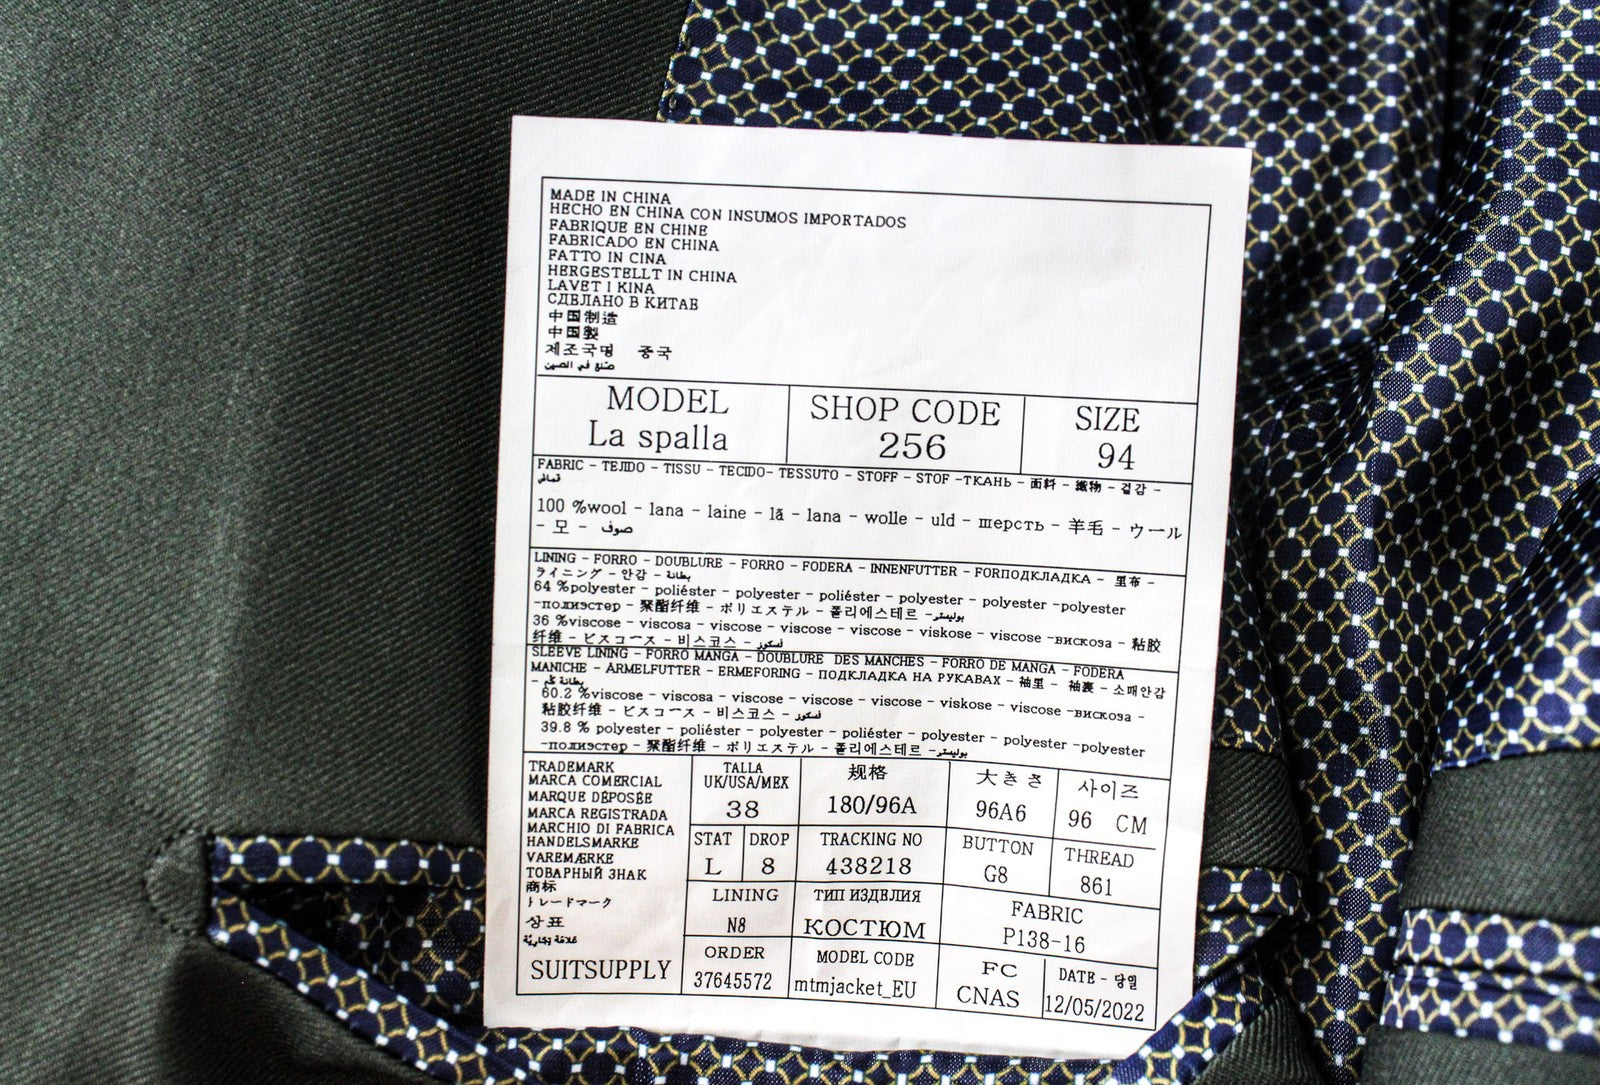 MADE IN CHINA
HECHO EN CHINA CON INSUMOS IMPORTADOS
FABRIQUE EN CHINE
FABRICADO EN CHINA
FATTO IN CINA
HERGESTELLT IN CHINA
LAVET I KINA
СДЕЛАНО В КИТАЕ
中国制造
中国製
제조국명 중국
صنع في الصين
MODEL
La spalla
SHOP CODE
256
SIZE
94
FABRIC - TEJIDO - TISSU - TECIDO- TESSUTO - STOFF - STOF -ТКАНЬ - 面料 - 織物 - 겉감 -
100 %wool - lana - laine - lã - lana - wolle - uld - шерсть - 羊毛 - ウール
- 모 - صوف
LINING - FORRO - DOUBLURE - FORRO - FODERA - INNENFUTTER - FORПОДКЛАДКА - 里布 -
ライニング - 안감 - بطانة
64 %polyester - poliéster - polyester - poliéster - polyester - polyester -polyester
-полиэстер - 聚酯纤维 - ポリエステル - 폴리에스테르 -بوليستر
36 %viscose - viscosa - viscose - viscose - viscose - viskose - viscose -вискоза - 粘胶
纤维 - ビスコース - 비스코스 - فسكوز
SLEEVE LINING - FORRO MANGA - DOUBLURE DES MANCHES - FORRO DE MANGA - FODERA
MANICHE - ARMELFUTTER - ERMEFORING - ПОДКЛАДКА НА РУКАВАХ - 袖里 - 袖裏 - 소매안감
- بطانة كم
60.2 %viscose - viscosa - viscose - viscose - viscose - viskose - viscose -вискоза -
粘胶纤维 - ビスコース - 비스코스 - فسكوز
39.8 % polyester - poliéster - polyester - poliéster - polyester - polyester -polyester
-полиэстер - 聚酯纤维 - ポリエステル - 폴리에스테르 -بوليستر
TRADEMARK
MARCA COMERCIAL
MARQUE DÉPOSÉE
MARCA REGISTRADA
MARCHIO DI FABRICA
HANDELSMARKE
VAREMÆRKE
ТОВАРНЫЙ ЗНАК
商标
トレードマーク
상표
علامة تجارية
SUITSUPPLY
TALLA
UK/USA/MEX
38
规格
180/96A
大きさ
96A6
사이즈
96 CM
STAT
L
DROP
8
TRACKING NO
438218
BUTTON
G8
THREAD
861
LINING
N8
ТИП ИЗДЕЛИЯ
КОСТЮМ
FABRIC
P138-16
ORDER
37645572
MODEL CODE
mtmjacket_EU
FC
CNAS
DATE - 당일
12/05/2022